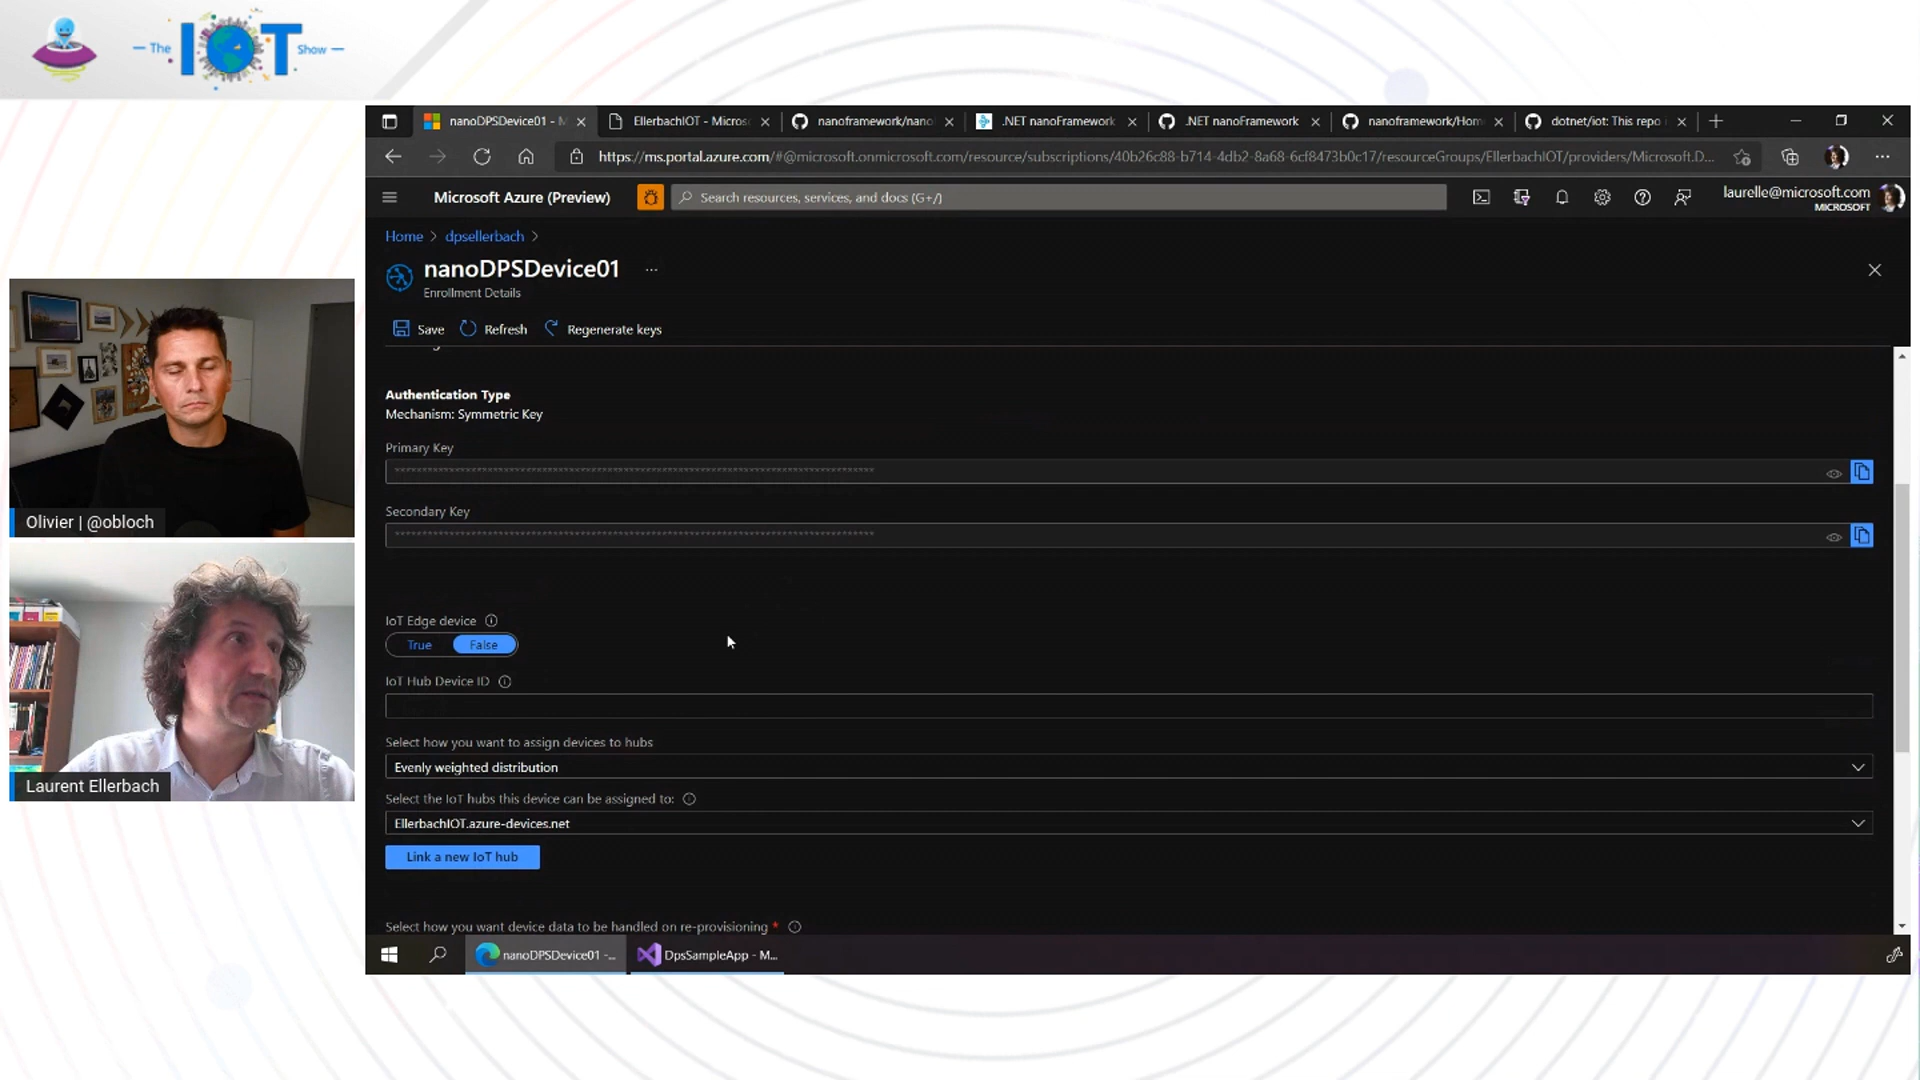 The IOT Show
nanoDPSDevice01 - M
EllerbachIOT - Micros
nanoframework/nano
.NET nanoFramework
.NET nanoFramework
nanoframework/Hom
dotnet/iot: This repo i
https://ms.portal.azure.com/#@microsoft.onmicrosoft.com/resource/subscriptions/40b26c88-b714-4db2-8a68-6cf8473b0c17/resourceGroups/EllerbachIOT/providers/Microsoft.D...
Microsoft Azure (Preview)
Search resources, services, and docs (G+/)
laurelle@microsoft.com
MICROSOFT
Home > dpsellerbach >
nanoDPSDevice01 ...
Enrollment Details
Save Refresh Regenerate keys
Authentication Type
Mechanism: Symmetric Key
Primary Key
Secondary Key
IoT Edge device
True False
IoT Hub Device ID
Select how you want to assign devices to hubs
Evenly weighted distribution
Select the IoT hubs this device can be assigned to:
EllerbachIOT.azure-devices.net
Link a new IoT hub
Select how you want device data to be handled on re-provisioning *
nanoDPSDevice01 -...
DpsSampleApp - M...
Olivier | @obloch
Laurent Ellerbach